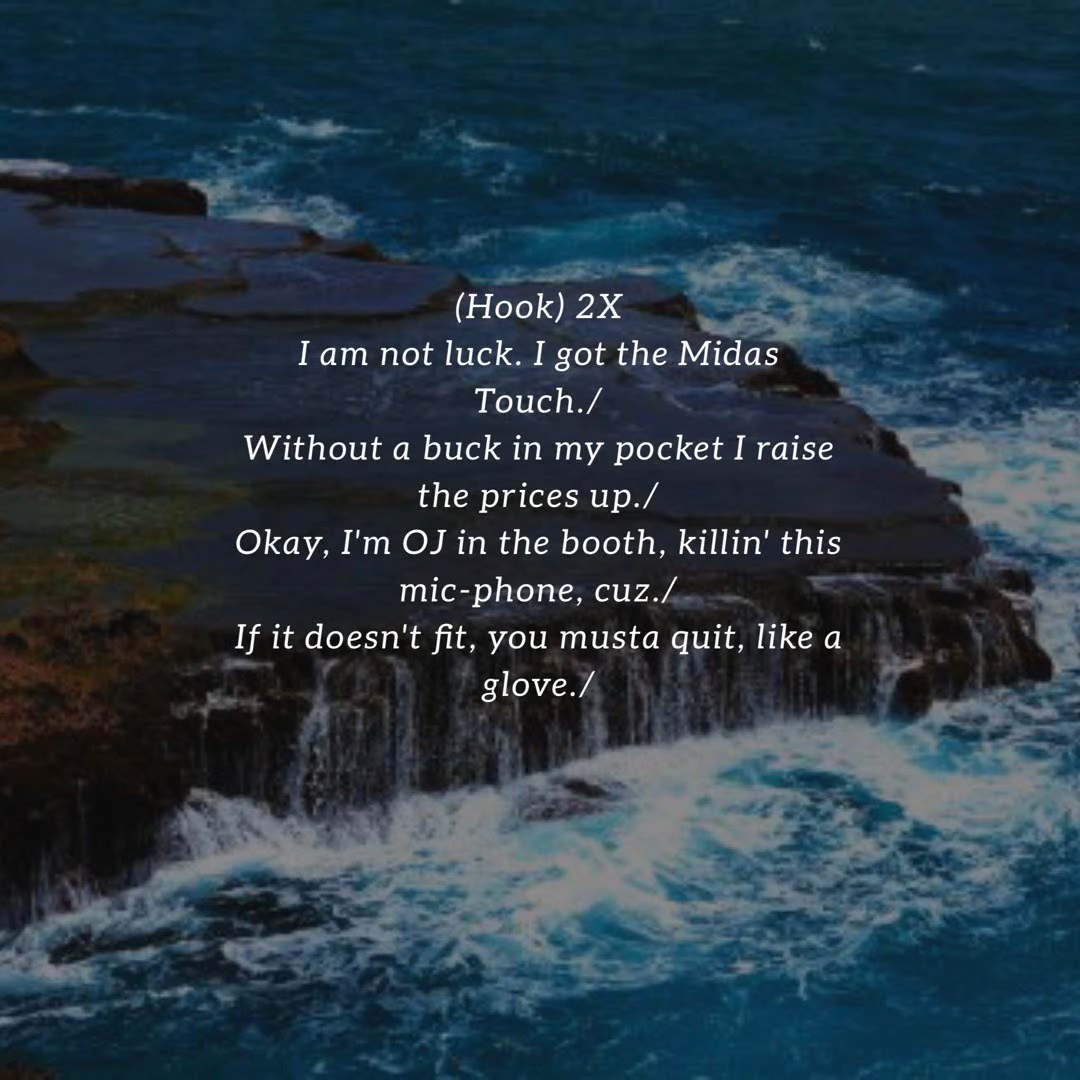 (Hook) 2X
I am not luck. I got the Midas
Touch./
Without a buck in my pocket I raise
the prices up./
Okay, I'm OJ in the booth, killin' this
mic-phone, cuz./
If it doesn't fit, you musta quit, like a
glove./